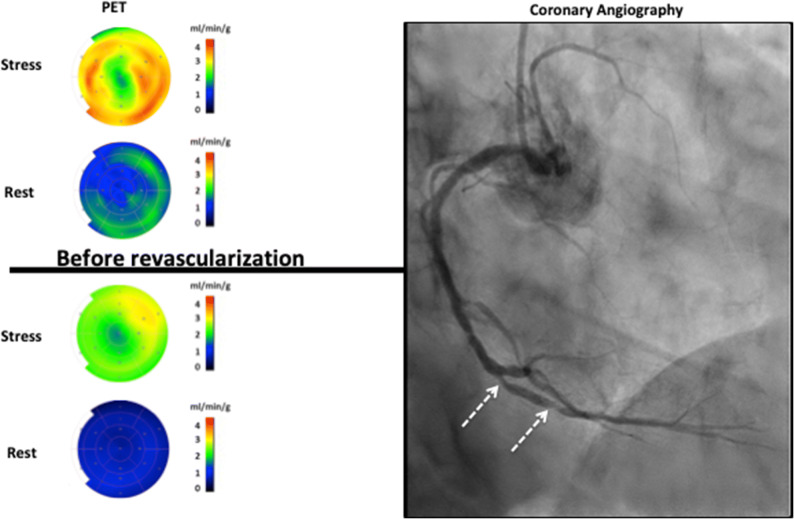 PET
Coronary Angiography
ml/min/g
Stress
4
3
2
1
0
ml/min/g
Rest
4
3
2
1
0
Before revascularization
ml/min/g
Stress
4
3
2
1
0
ml/min/g
Rest
4
3
2
1
0